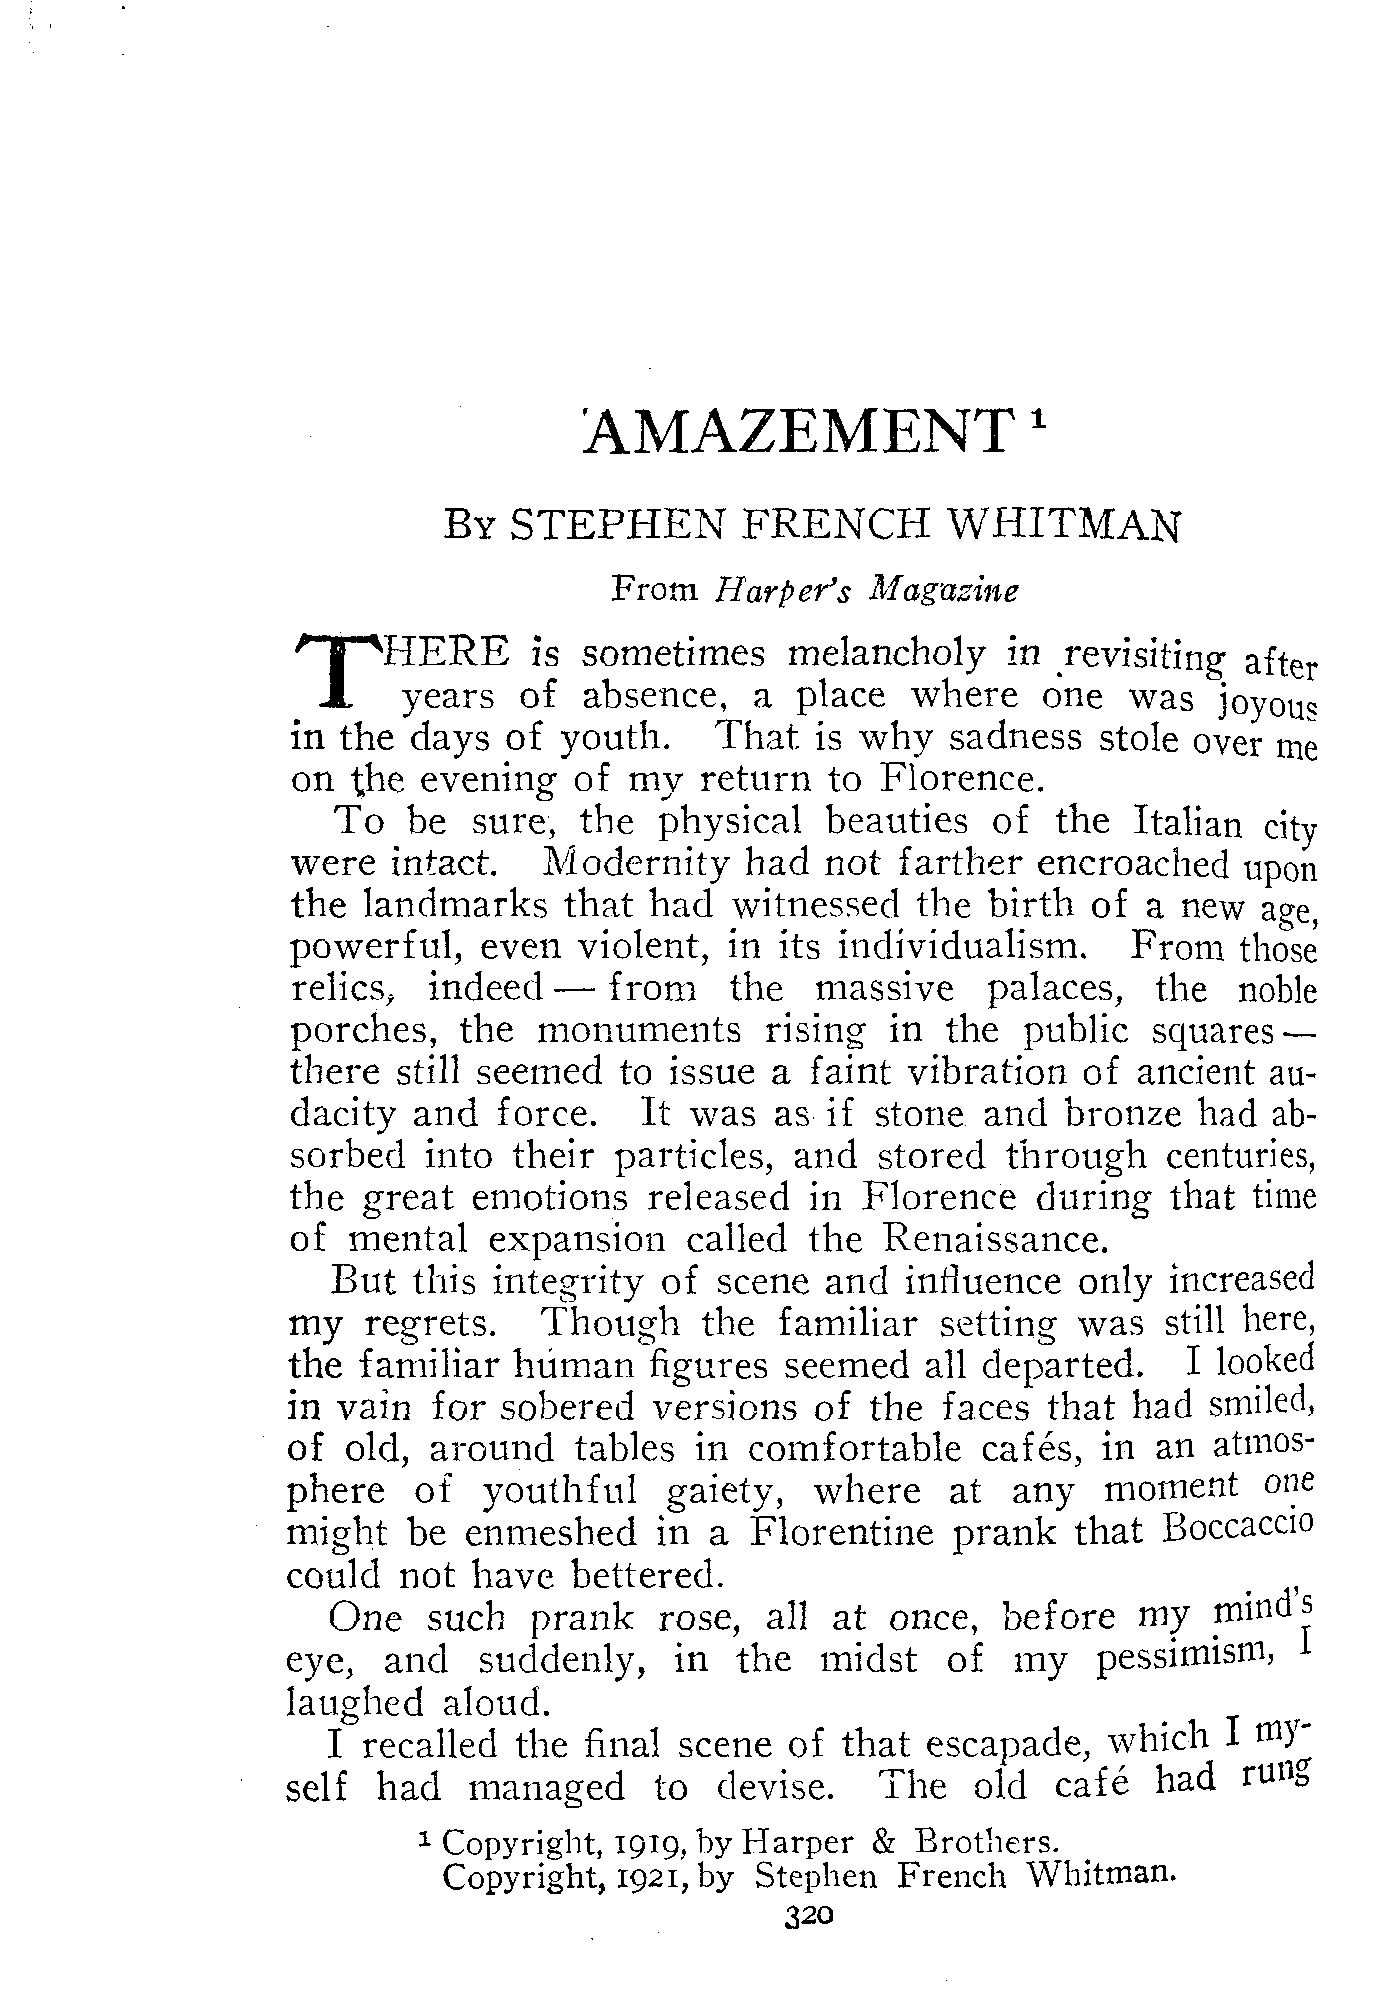 AMAZEMENT ¹
By STEPHEN FRENCH WHITMAN
From Harper's Magazine
THERE is sometimes melancholy in revisiting after
years of absence, a place where one was joyous
in the days of youth. That is why sadness stole over me
on the evening of my return to Florence.
To be sure, the physical beauties of the Italian city
were intact. Modernity had not farther encroached upon
the landmarks that had witnessed the birth of a new age,
powerful, even violent, in its individualism. From those
relics, indeed — from the massive palaces, the noble
porches, the monuments rising in the public squares —
there still seemed to issue a faint vibration of ancient au-
dacity and force. It was as if stone and bronze had ab-
sorbed into their particles, and stored through centuries,
the great emotions released in Florence during that time
of mental expansion called the Renaissance.
But this integrity of scene and influence only increased
my regrets. Though the familiar setting was still here,
the familiar human figures seemed all departed. I looked
in vain for sobered versions of the faces that had smiled,
of old, around tables in comfortable cafés, in an atmos-
phere of youthful gaiety, where at any moment one
might be enmeshed in a Florentine prank that Boccaccio
could not have bettered.
One such prank rose, all at once, before my mind's
eye, and suddenly, in the midst of my pessimism, I
laughed aloud.
I recalled the final scene of that escapade, which I my-
self had managed to devise. The old café had rung
¹ Copyright, 1919, by Harper & Brothers.
Copyright, 1921, by Stephen French Whitman.
320